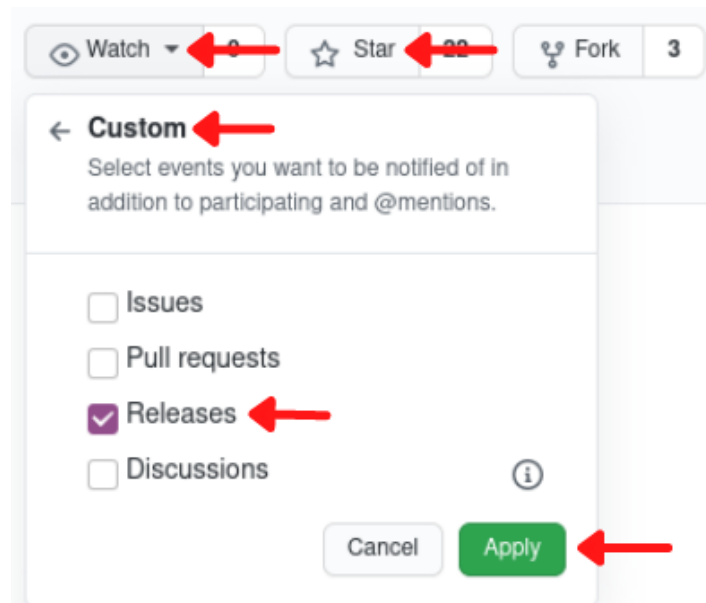 Watch Star Fork 3
Custom
Select events you want to be notified of in
addition to participating and @mentions.
Issues
Pull requests
Releases
Discussions
Cancel Apply